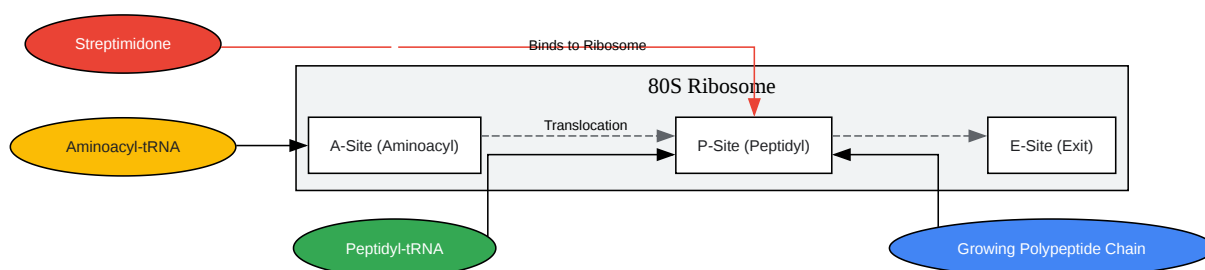 Streptimidone
Binds to Ribosome
80S Ribosome
Aminoacyl-tRNA
A-Site (Aminoacyl)
Translocation
P-Site (Peptidyl)
E-Site (Exit)
Peptidyl-tRNA
Growing Polypeptide Chain